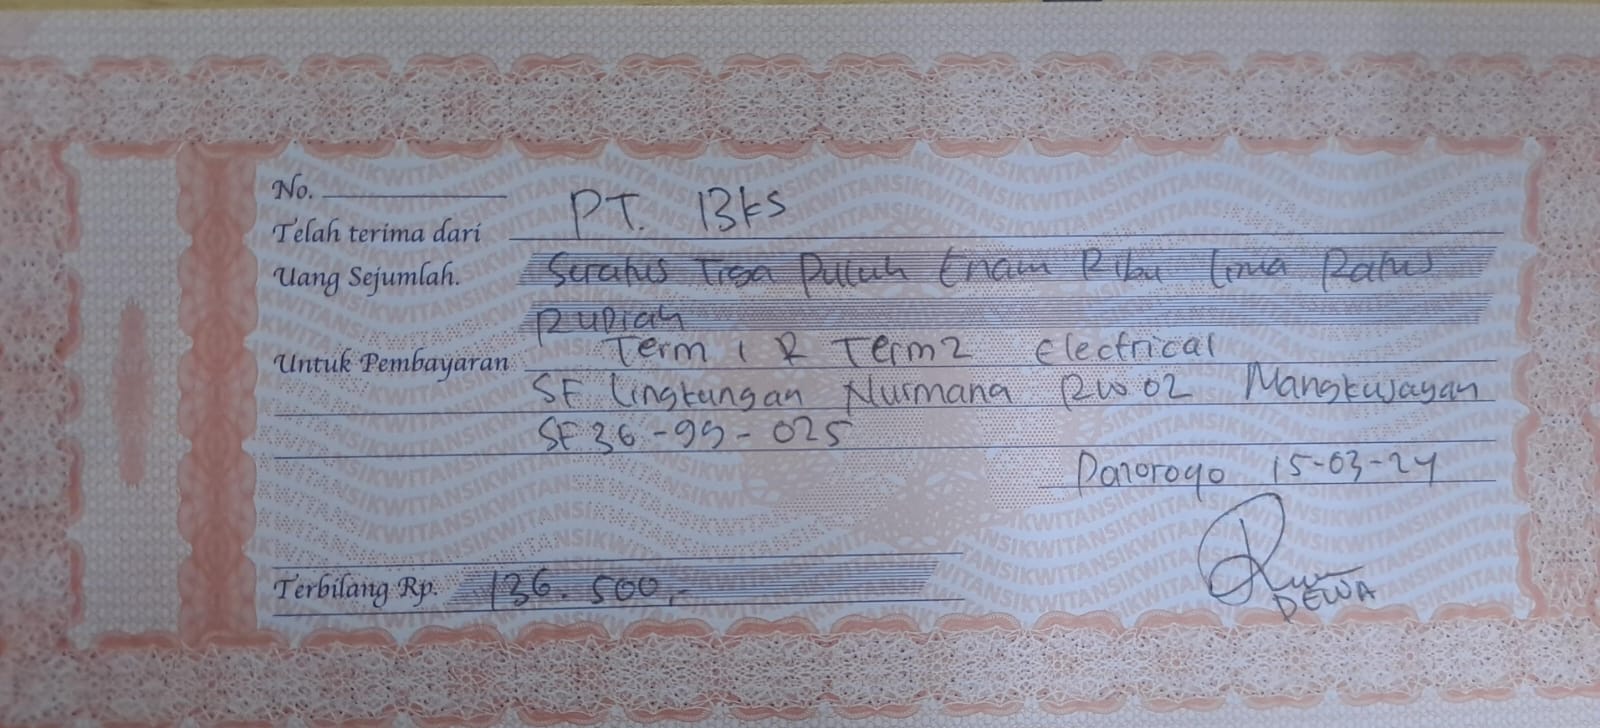 No.
Telah terima dari PT. BKS
Uang Sejumlah. Seratus Tiga Puluh Enam Ribu Lima Ratus
Rupiah
Untuk Pembayaran Term 1 & Term 2 Electrical
SF Lingkungan Nurmana RW 02 Mangkujayan
SF 36-99-025
Ponorogo 15-03-24
Terbilang Rp. 136.500,-
DEWA